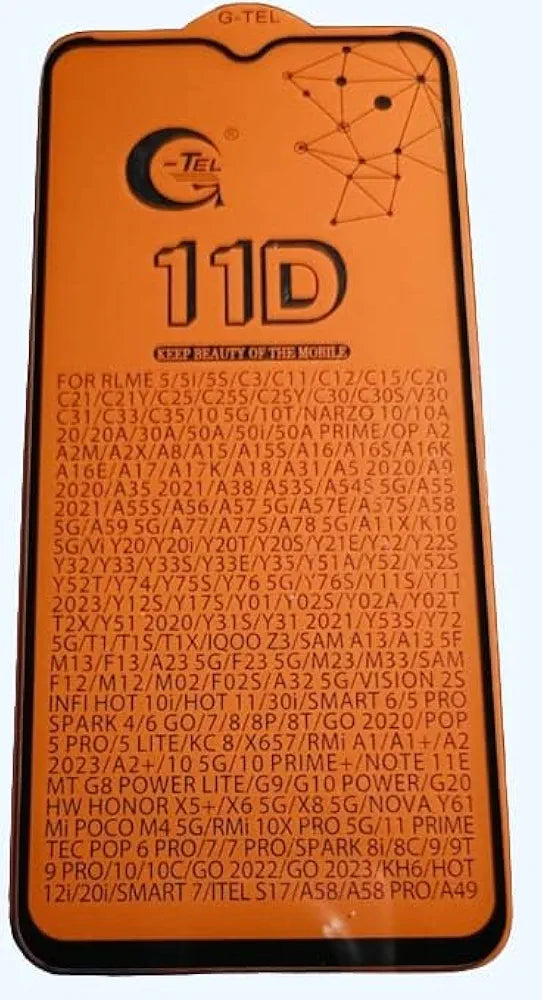 G-TEL
-TEL®
11D
KEEP BEAUTY OF THE MOBILE
FOR RLME 5/5I/5S/C3/C11/C12/C15/C20
C21/C21Y/C25/C25S/C25Y/C30/C30S/V30
C31/C33/C35/10 5G/10T/NARZO 10/10A
20/20A/30A/50A/50i/50A PRIME/OP A2
A2M/A2X/A8/A15/A15S/A16/A16S/A16K
A16E/A17/A17K/A18/A31/A5 2020/A9
2020/A35 2021/A38/A53S/A54S 5G/A55
2021/A55S/A56/A57 5G/A57E/A57S/A58
5G/A59 5G/A77/A77S/A78 5G/A11X/K10
5G/Vi Y20/Y20i/Y20T/Y20S/Y21E/Y22/Y22S
Y32/Y33/Y33S/Y33E/Y35/Y51A/Y52/Y52S
Y52T/Y74/Y75S/Y76 5G/Y76S/Y11S/Y11
2023/Y12S/Y17S/Y01/Y02S/Y02A/Y02T
T2X/Y51 2020/Y31S/Y31 2021/Y53S/Y72
5G/T1/T1S/T1X/IQOO Z3/SAM A13/A13 5F
M13/F13/A23 5G/F23 5G/M23/M33/SAM
F12/M12/M02/F02S/A32 5G/VISION 2S
INFI HOT 10i/HOT 11/30i/SMART 6/5 PRO
SPARK 4/6 GO/7/8/8P/8T/GO 2020/POP
5 PRO/5 LITE/KC 8/X657/RMi A1/A1+/A2
2023/A2+/10 5G/10 PRIME+/NOTE 11E
MT G8 POWER LITE/G9/G10 POWER/G20
HW HONOR X5+/X6 5G/X8 5G/NOVA Y61
Mi POCO M4 5G/RMi 10X PRO 5G/11 PRIME
TEC POP 6 PRO/7/7 PRO/SPARK 8i/8C/9/9T
9 PRO/10/10C/GO 2022/GO 2023/KH6/HOT
12i/20i/SMART 7/ITEL S17/A58/A58 PRO/A49